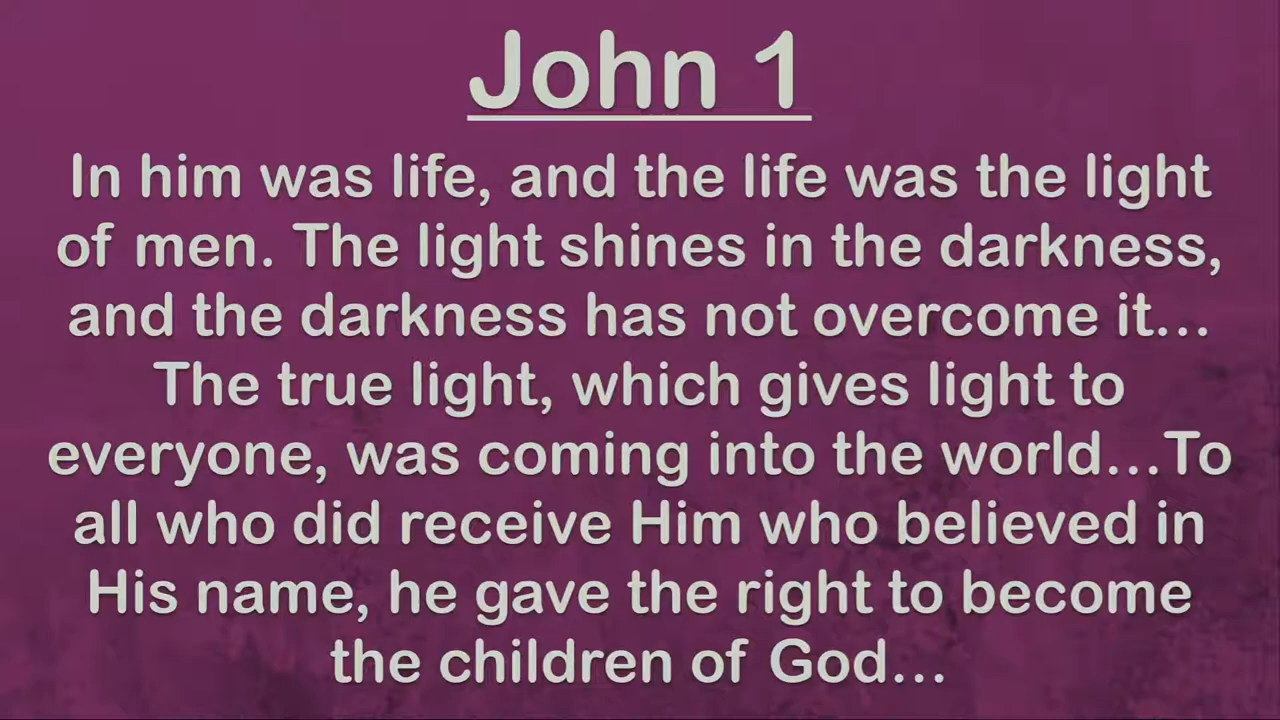 John 1
In him was life, and the life was the light
of men. The light shines in the darkness,
and the darkness has not overcome it...
The true light, which gives light to
everyone, was coming into the world...To
all who did receive Him who believed in
His name, he gave the right to become
the children of God...